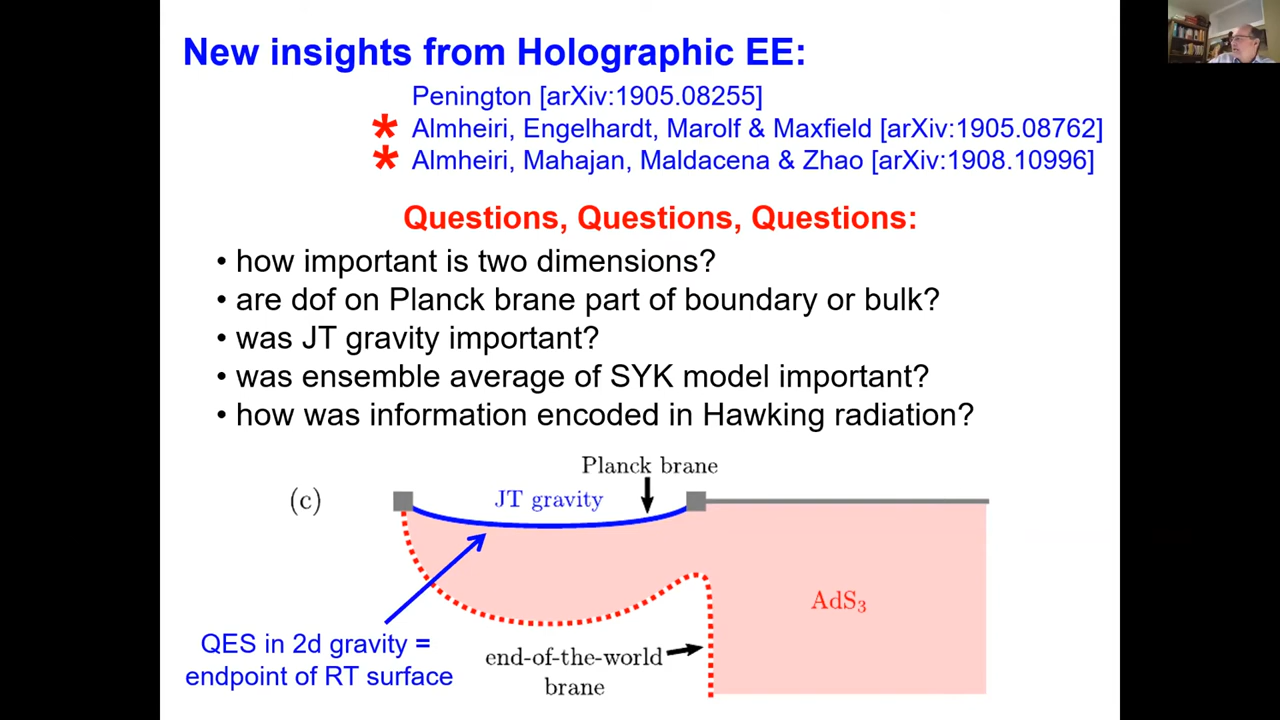 New insights from Holographic EE:
Penington [arXiv:1905.08255]
* Almheiri, Engelhardt, Marolf & Maxfield [arXiv:1905.08762]
* Almheiri, Mahajan, Maldacena & Zhao [arXiv:1908.10996]
Questions, Questions, Questions:
• how important is two dimensions?
• are dof on Planck brane part of boundary or bulk?
• was JT gravity important?
• was ensemble average of SYK model important?
• how was information encoded in Hawking radiation?
Planck brane
(c)
JT gravity
AdS₃
QES in 2d gravity =
endpoint of RT surface
end-of-the-world
brane